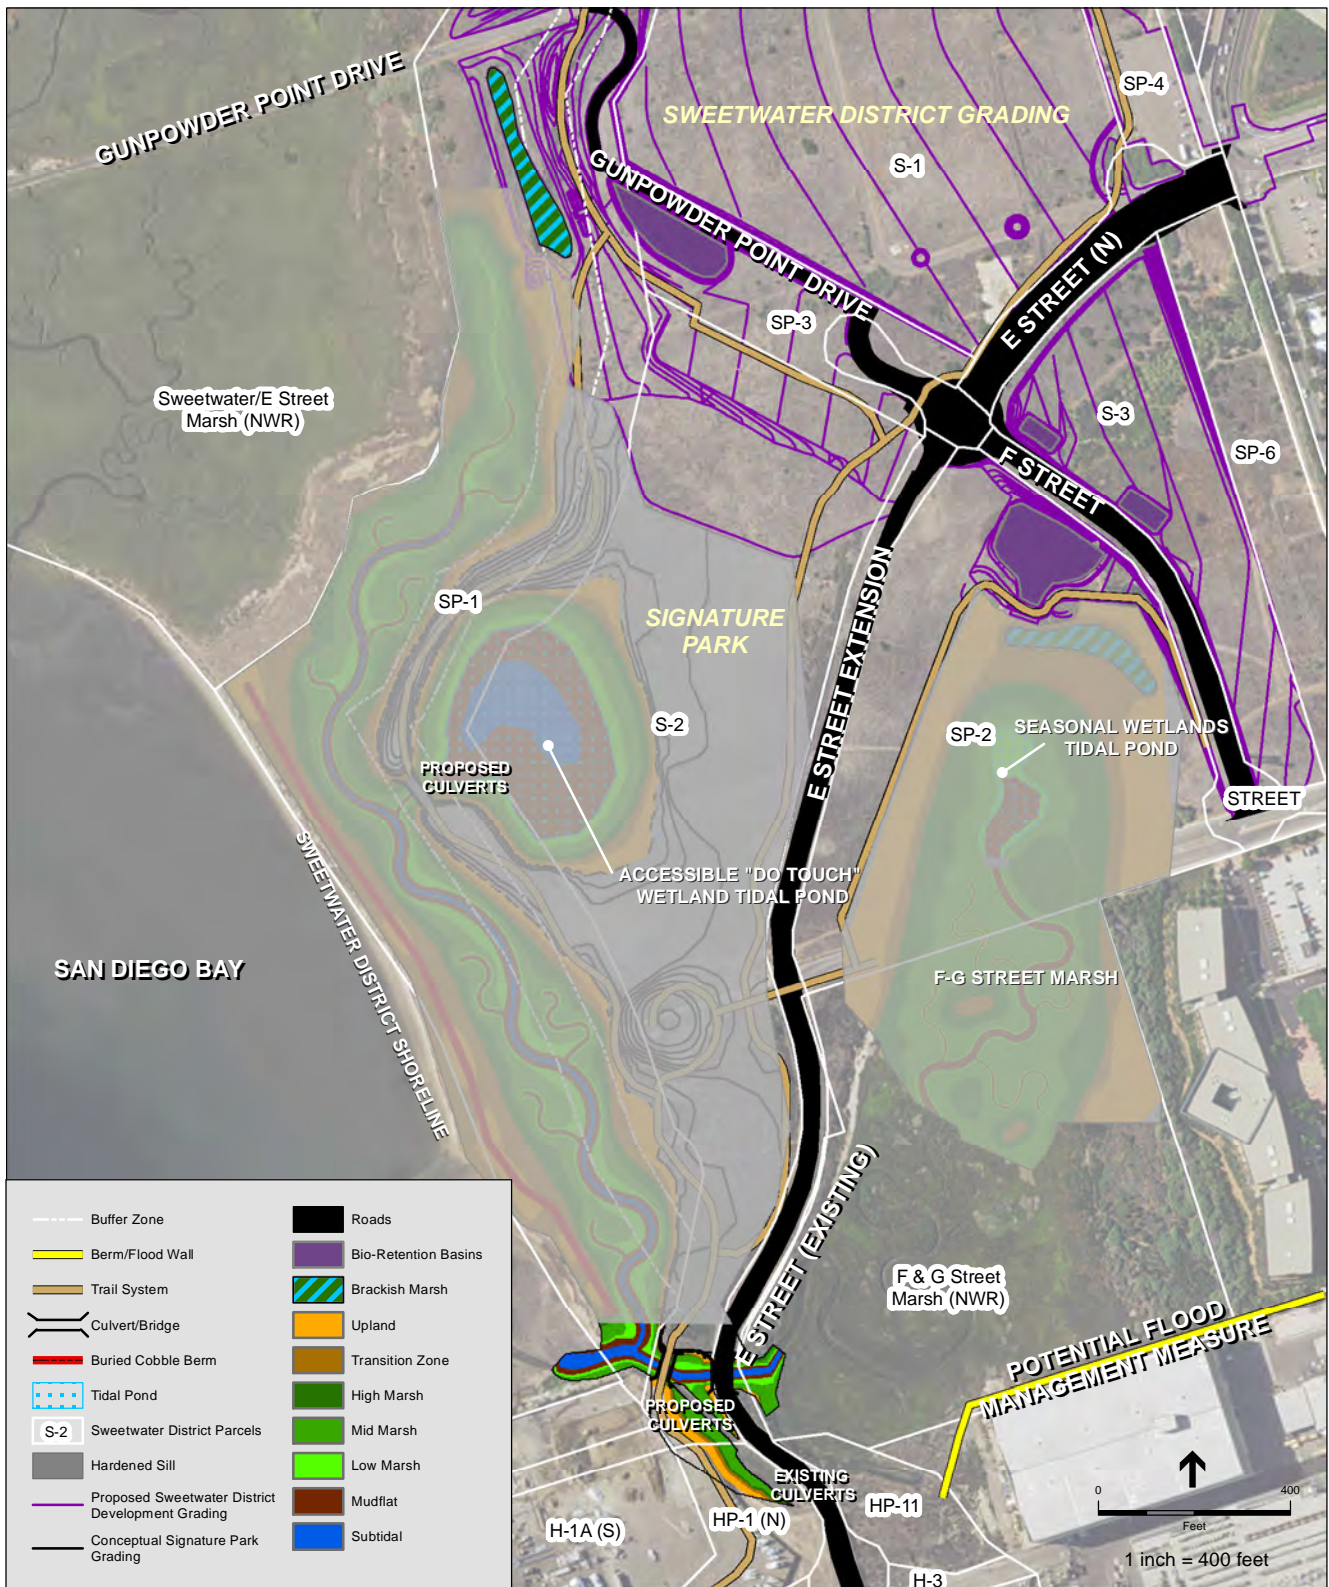 GUNPOWDER POINT DRIVE
SWEETWATER DISTRICT GRADING
SP-4
S-1
GUNPOWDER POINT DRIVE
E STREET (N)
SP-3
Sweetwater/E Street
Marsh (NWR)
S-3
SP-6
F STREET
SP-1
SIGNATURE
PARK
E STREET EXTENSION
S-2
SP-2
SEASONAL WETLANDS
TIDAL POND
PROPOSED
CULVERTS
STREET
SWEETWATER DISTRICT SHORELINE
ACCESSIBLE "DO TOUCH"
WETLAND TIDAL POND
SAN DIEGO BAY
F-G STREET MARSH
E STREET (EXISTING)
F & G Street
Marsh (NWR)
POTENTIAL FLOOD
MANAGEMENT MEASURE
PROPOSED
CULVERTS
EXISTING
CULVERTS
HP-11
HP-1 (N)
H-1A (S)
H-3
Buffer Zone
Berm/Flood Wall
Trail System
Culvert/Bridge
Buried Cobble Berm
Tidal Pond
S-2
Sweetwater District Parcels
Hardened Sill
Proposed Sweetwater District
Development Grading
Conceptual Signature Park
Grading
Roads
Bio-Retention Basins
Brackish Marsh
Upland
Transition Zone
High Marsh
Mid Marsh
Low Marsh
Mudflat
Subtidal
0 400
Feet
1 inch = 400 feet